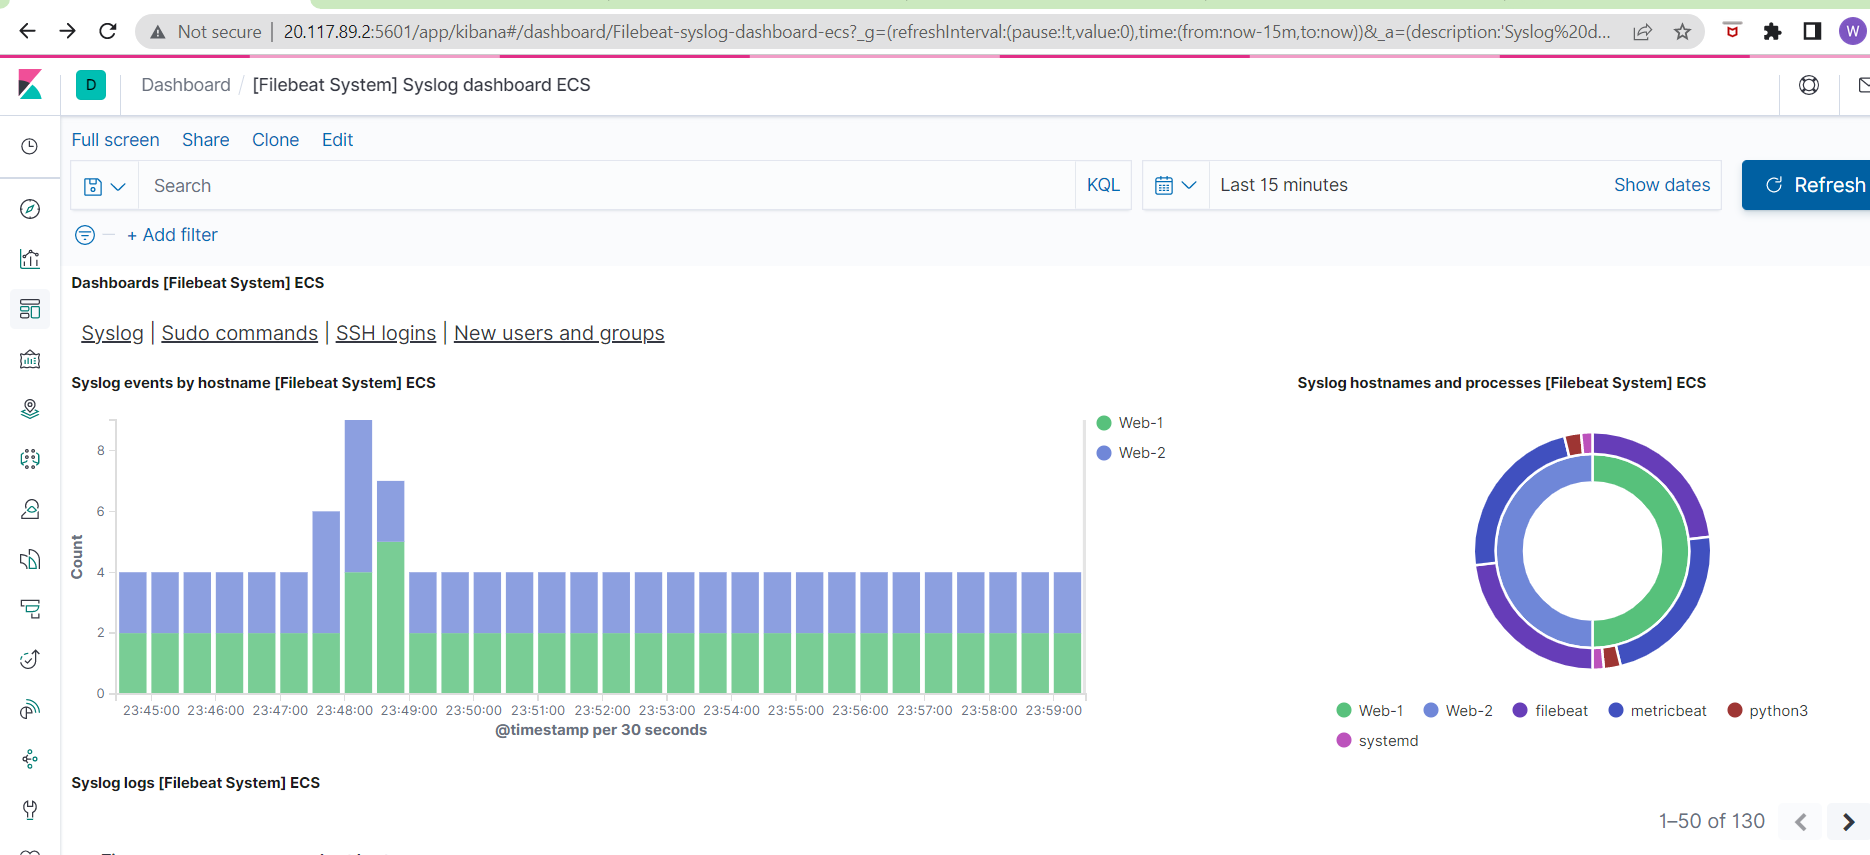 Not secure | 20.117.89.2:5601/app/kibana#/dashboard/Filebeat-syslog-dashboard-ecs?_g=(refreshInterval:(pause:!t,value:0),time:(from:now-15m,to:now))&_a=(description:'Syslog%20d... W
D Dashboard / [Filebeat System] Syslog dashboard ECS
Full screen Share Clone Edit
Search KQL Last 15 minutes Show dates Refresh
+ Add filter
Dashboards [Filebeat System] ECS
Syslog | Sudo commands | SSH logins | New users and groups
Syslog events by hostname [Filebeat System] ECS
Count
8
6
4
2
0
23:45:00 23:46:00 23:47:00 23:48:00 23:49:00 23:50:00 23:51:00 23:52:00 23:53:00 23:54:00 23:55:00 23:56:00 23:57:00 23:58:00 23:59:00
@timestamp per 30 seconds
Web-1
Web-2
Syslog hostnames and processes [Filebeat System] ECS
Web-1 Web-2 filebeat metricbeat python3
systemd
Syslog logs [Filebeat System] ECS
1–50 of 130